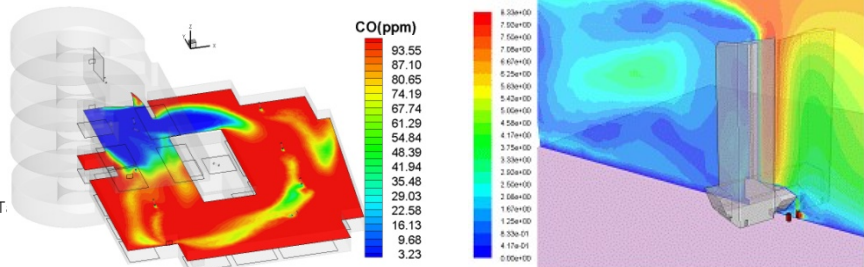 CO(ppm)
93.55
87.10
80.65
74.19
67.74
61.29
54.84
48.39
41.94
35.48
29.03
22.58
16.13
9.68
3.23
8.33e+00
7.92e+00
7.50e+00
7.08e+00
6.67e+00
6.25e+00
5.83e+00
5.42e+00
5.00e+00
4.58e+00
4.17e+00
3.75e+00
3.33e+00
2.92e+00
2.50e+00
2.08e+00
1.67e+00
1.25e+00
8.33e-01
4.17e-01
0.00e+00